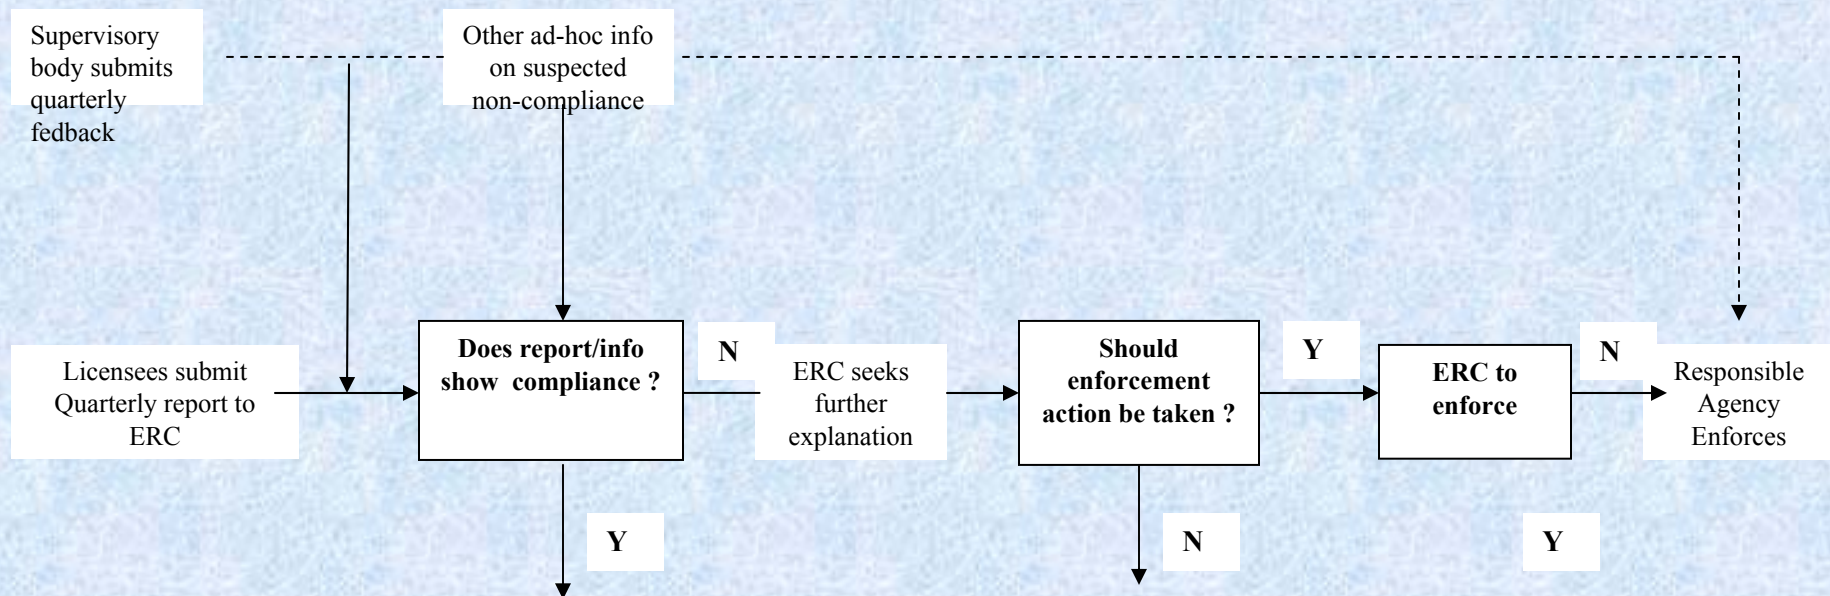 Supervisory
body submits
quarterly
fedback
Other ad-hoc info
on suspected
non-compliance
Licensees submit
Quarterly report to
ERC
Does report/info
show compliance ?
N
ERC seeks
further
explanation
Should
enforcement
action be taken ?
Y
ERC to
enforce
N
Responsible
Agency
Enforces
Y
N
Y